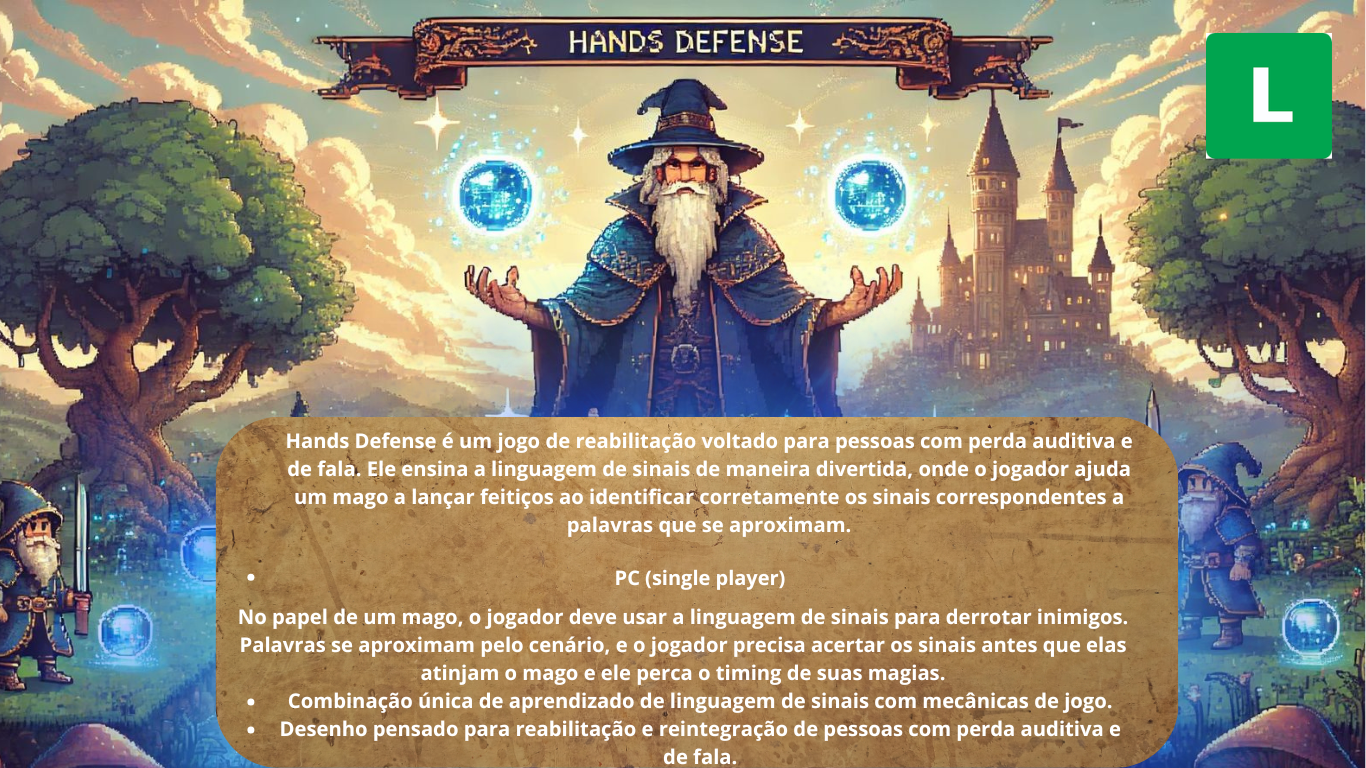 HANDS DEFENSE
L
Hands Defense é um jogo de reabilitação voltado para pessoas com perda auditiva e
de fala. Ele ensina a linguagem de sinais de maneira divertida, onde o jogador ajuda
um mago a lançar feitiços ao identificar corretamente os sinais correspondentes a
palavras que se aproximam.
• PC (single player)
No papel de um mago, o jogador deve usar a linguagem de sinais para derrotar inimigos.
Palavras se aproximam pelo cenário, e o jogador precisa acertar os sinais antes que elas
atinjam o mago e ele perca o timing de suas magias.
• Combinação única de aprendizado de linguagem de sinais com mecânicas de jogo.
• Desenho pensado para reabilitação e reintegração de pessoas com perda auditiva e
de fala.